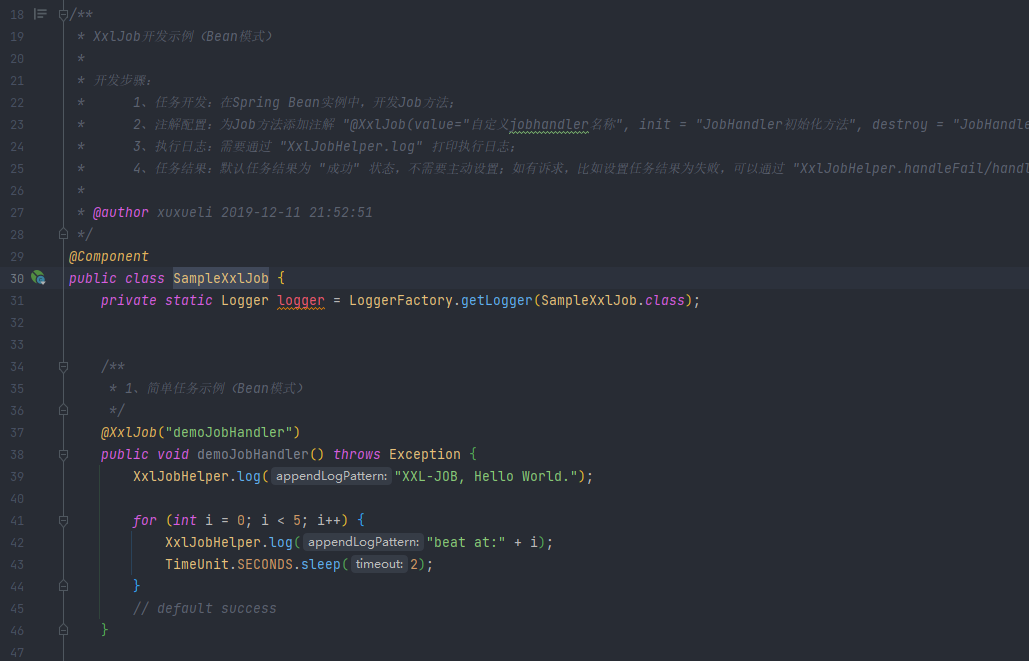 18 /**
19 * XxlJob开发示例（Bean模式）
20 *
21 * 开发步骤：
22 *      1、任务开发：在Spring Bean实例中，开发Job方法；
23 *      2、注解配置：为Job方法添加注解 "@XxlJob(value="自定义jobhandler名称", init = "JobHandler初始化方法", destroy = "JobHandle
24 *      3、执行日志：需要通过 "XxlJobHelper.log" 打印执行日志；
25 *      4、任务结果：默认任务结果为 "成功" 状态，不需要主动设置；如有诉求，比如设置任务结果为失败，可以通过 "XxlJobHelper.handleFail/handl
26 *
27 * @author xuxueli 2019-12-11 21:52:51
28 */
29 @Component
30 public class SampleXxlJob {
31     private static Logger logger = LoggerFactory.getLogger(SampleXxlJob.class);
32
33
34     /**
35      * 1、简单任务示例（Bean模式）
36      */
37     @XxlJob("demoJobHandler")
38     public void demoJobHandler() throws Exception {
39         XxlJobHelper.log( appendLogPattern: "XXL-JOB, Hello World.");
40
41         for (int i = 0; i < 5; i++) {
42             XxlJobHelper.log( appendLogPattern: "beat at:" + i);
43             TimeUnit.SECONDS.sleep( timeout: 2);
44         }
45         // default success
46     }
47